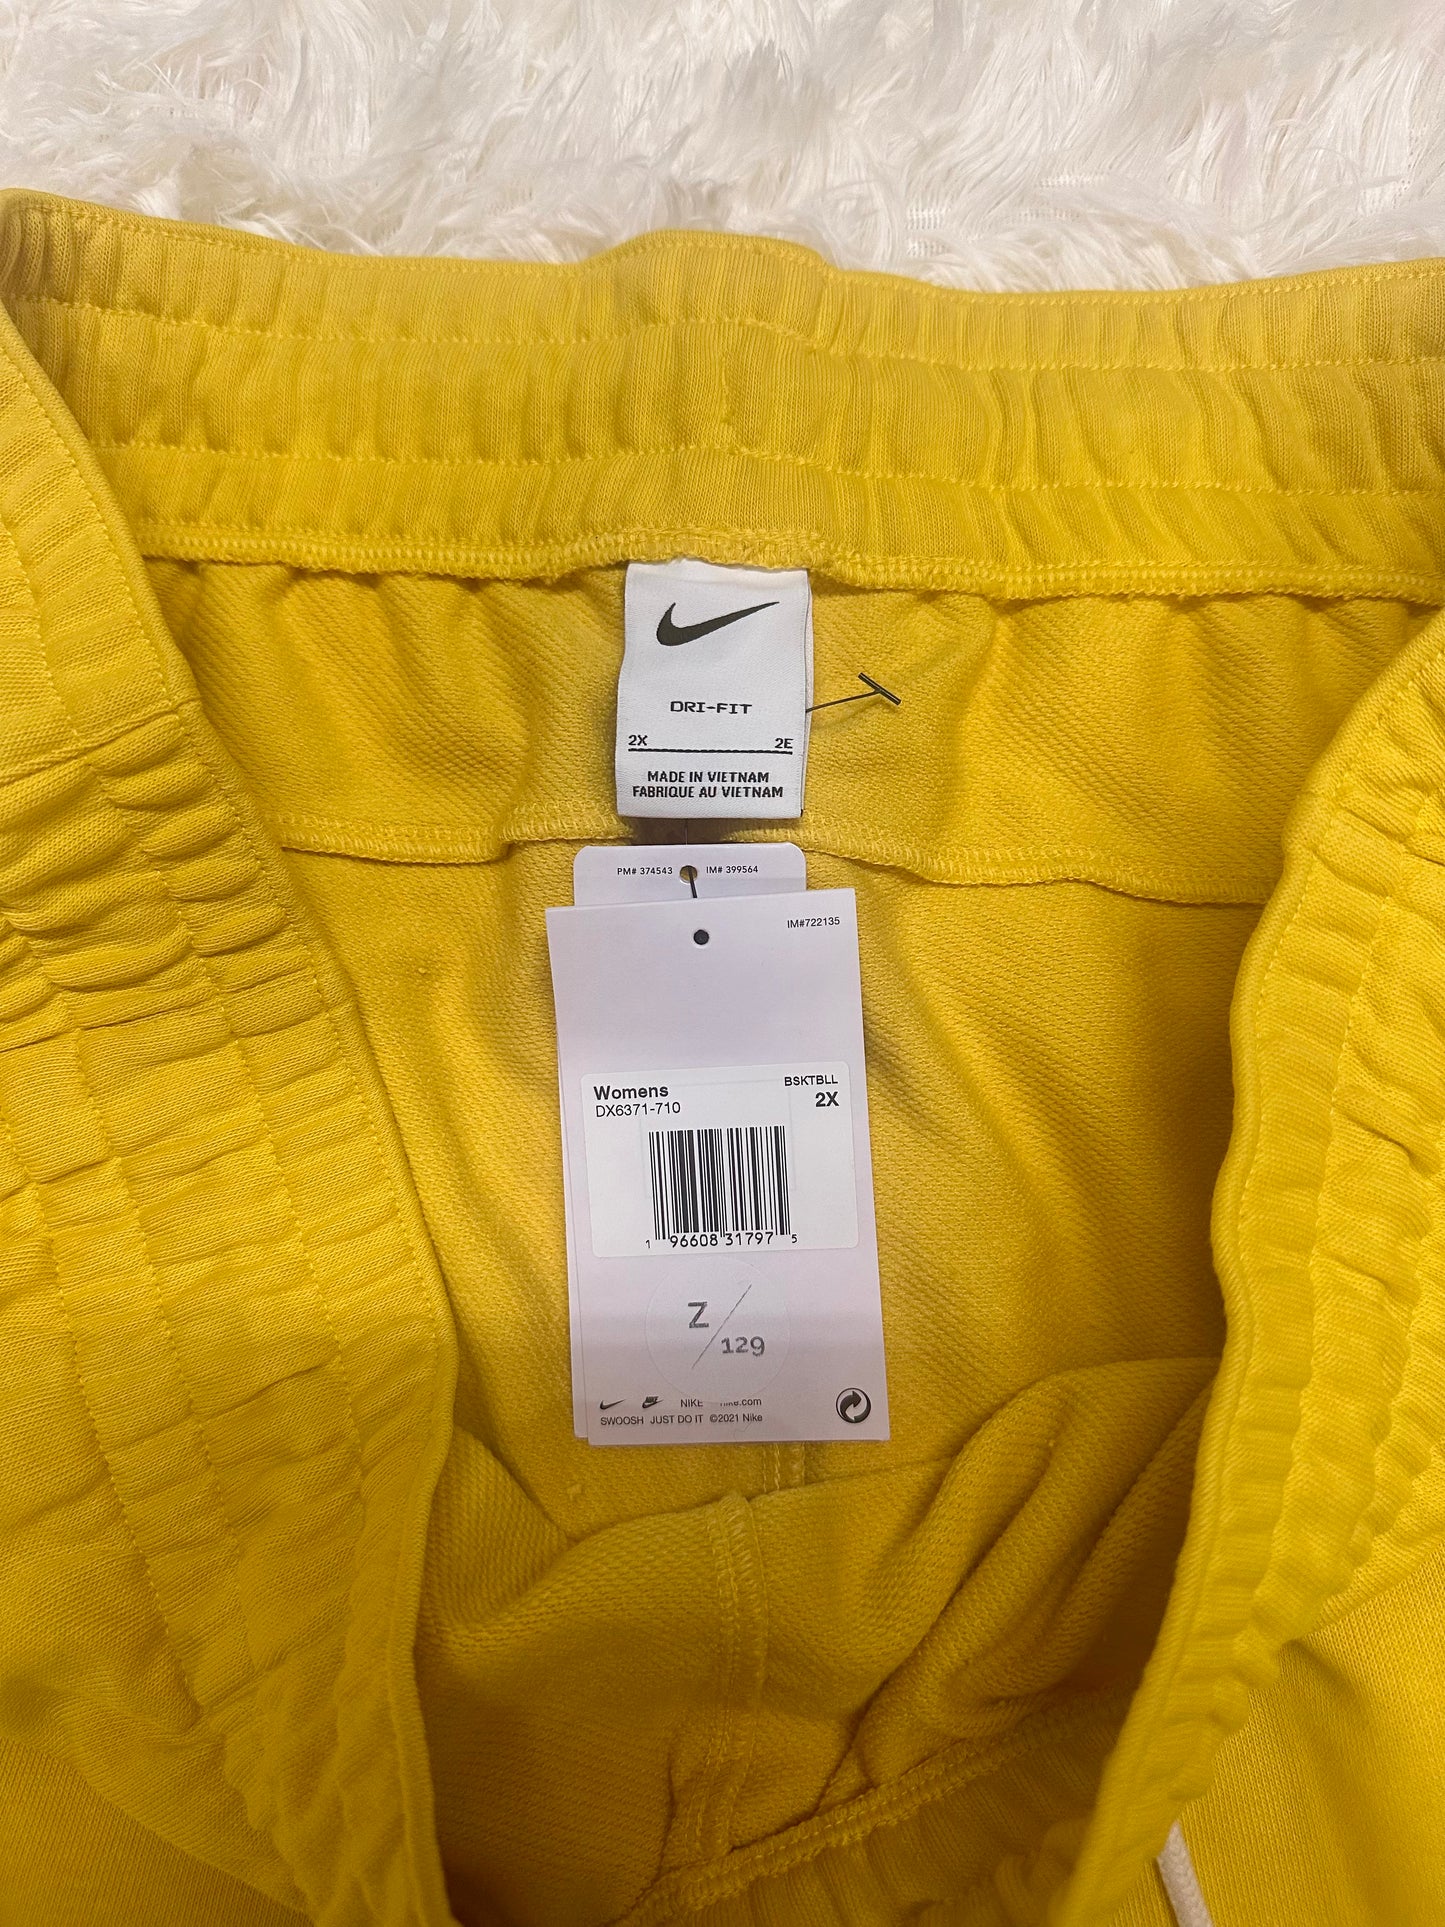 DRI-FIT
2X 2E
MADE IN VIETNAM
FABRIQUE AU VIETNAM
PM# 374543 IM# 399564
IM#722135
Womens BSKTBLL
DX6371-710 2X
1 96608 31797 5
Z/129
NIKE nike.com
SWOOSH JUST DO IT ©2021 Nike